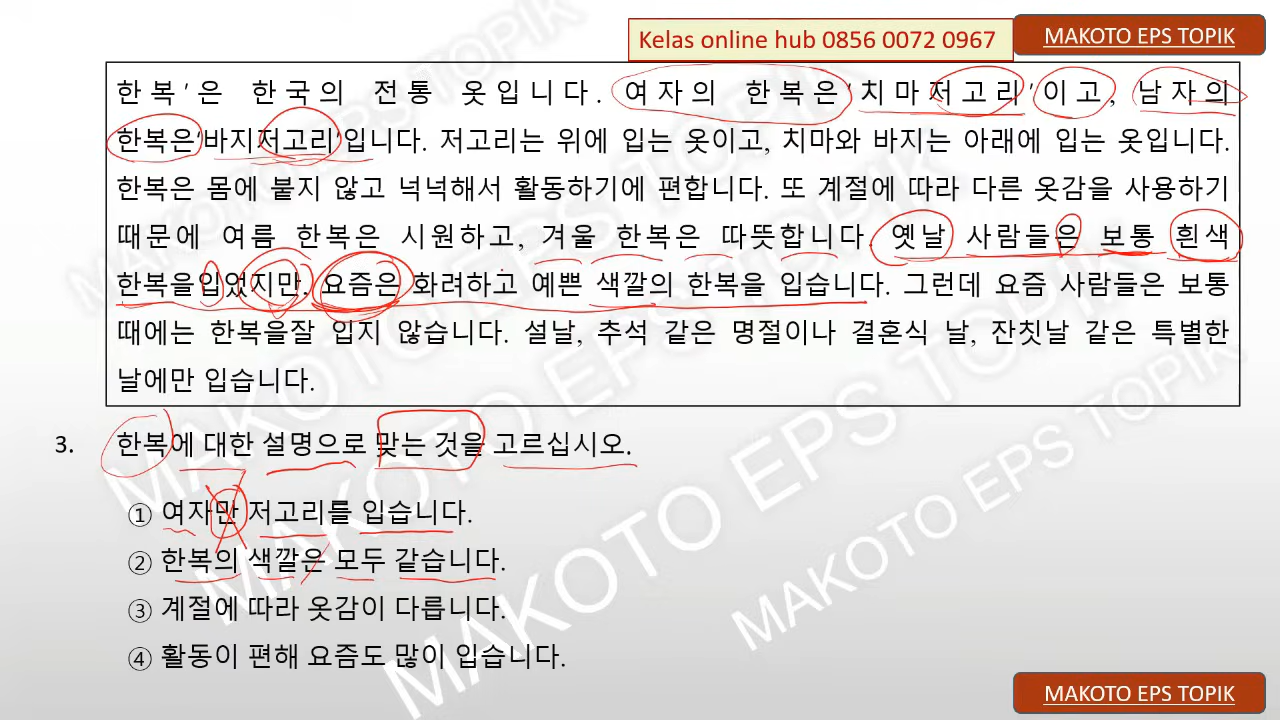 Kelas online hub 0856 0072 0967
MAKOTO EPS TOPIK
한복'은 한국의 전통 옷입니다. 여자의 한복은 '치마저고리'이고, 남자의
한복은'바지저고리'입니다. 저고리는 위에 입는 옷이고, 치마와 바지는 아래에 입는 옷입니다.
한복은 몸에 붙지 않고 넉넉해서 활동하기에 편합니다. 또 계절에 따라 다른 옷감을 사용하기
때문에 여름 한복은 시원하고, 겨울 한복은 따뜻합니다. 옛날 사람들은 보통 흰색
한복을입었지만, 요즘은 화려하고 예쁜 색깔의 한복을 입습니다. 그런데 요즘 사람들은 보통
때에는 한복을잘 입지 않습니다. 설날, 추석 같은 명절이나 결혼식 날, 잔칫날 같은 특별한
날에만 입습니다.
3. 한복에 대한 설명으로 맞는 것을 고르십시오.
① 여자만 저고리를 입습니다.
② 한복의 색깔은 모두 같습니다.
③ 계절에 따라 옷감이 다릅니다.
④ 활동이 편해 요즘도 많이 입습니다.
MAKOTO EPS TOPIK
MAKOTO EPS TOPIK
MAKOTO EPS TOPIK
MAKOTO EPS TOPIK
MAKOTO EPS TOPIK
MAKOTO EPS TOPIK